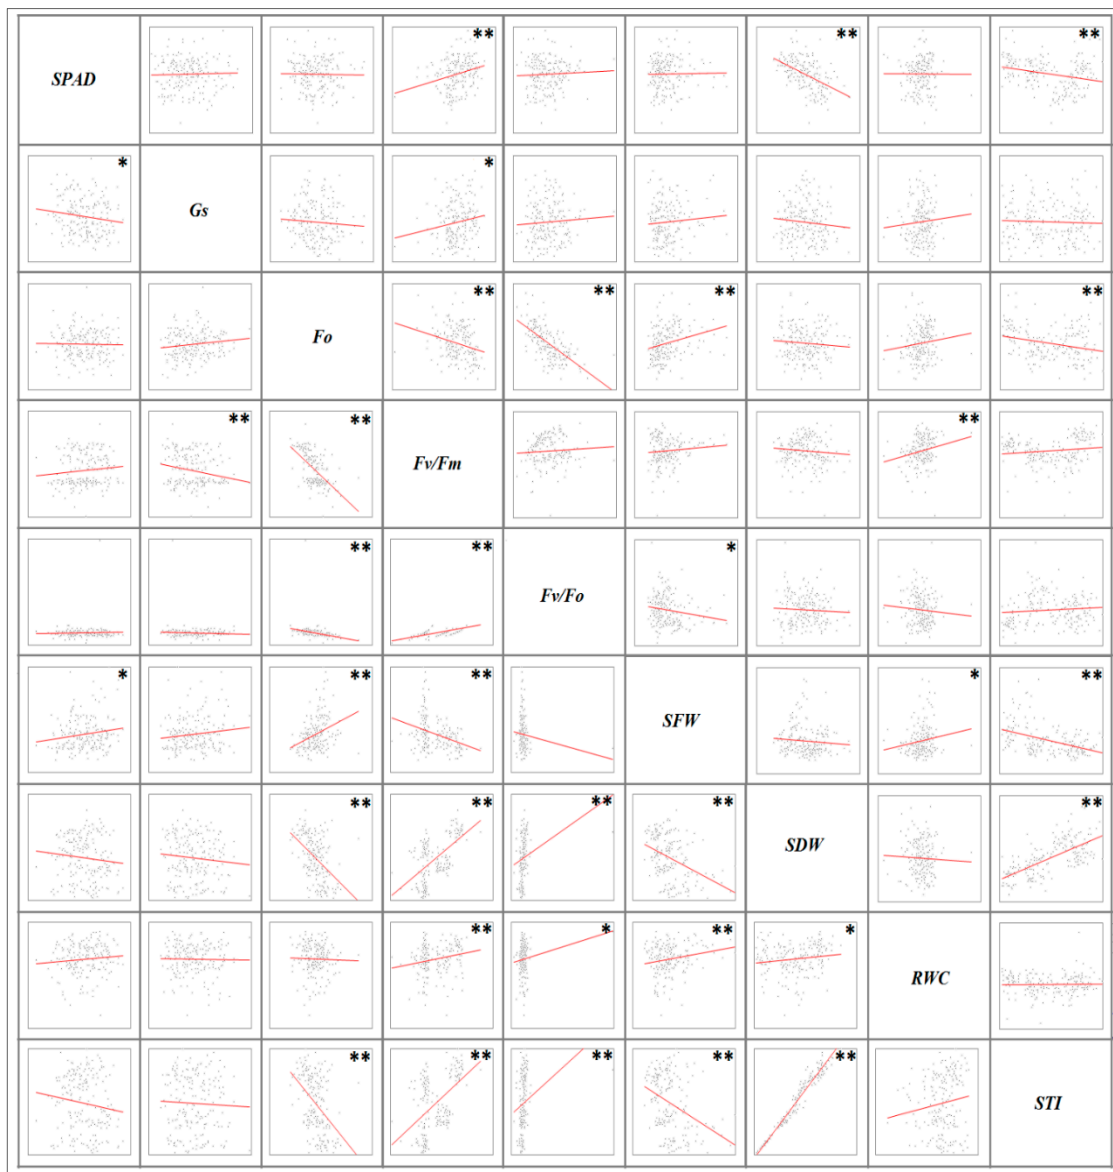 SPAD ** ** **
* Gs *
Fo ** ** ** **
** ** Fv/Fm **
** ** Fv/Fo *
* ** ** SFW * **
** ** ** ** SDW **
** * ** * RWC
** ** ** ** ** STI